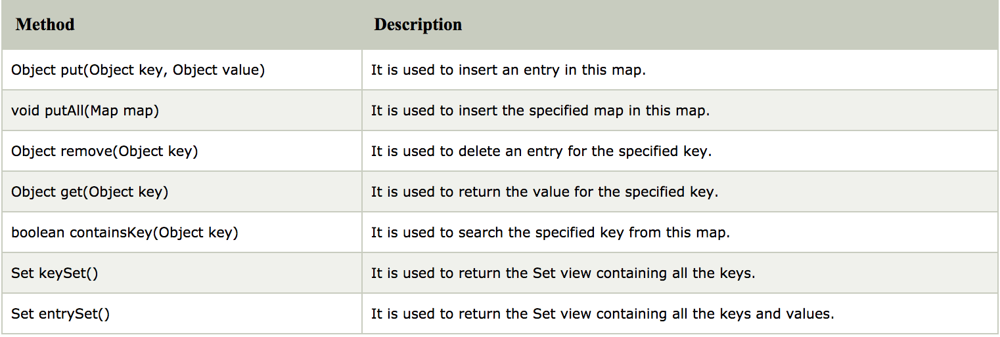 Method Description
Object put(Object key, Object value) It is used to insert an entry in this map.
void putAll(Map map) It is used to insert the specified map in this map.
Object remove(Object key) It is used to delete an entry for the specified key.
Object get(Object key) It is used to return the value for the specified key.
boolean containsKey(Object key) It is used to search the specified key from this map.
Set keySet() It is used to return the Set view containing all the keys.
Set entrySet() It is used to return the Set view containing all the keys and values.